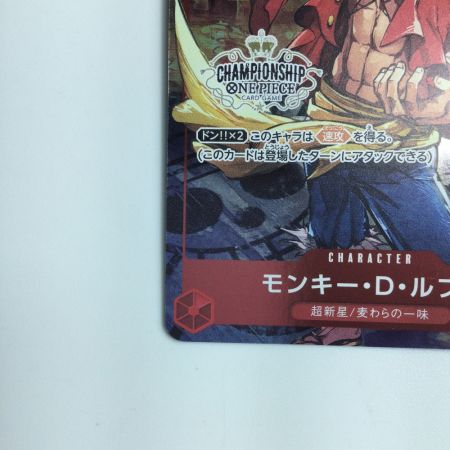 CHAMPIONSHIP
ONE PIECE
CARD GAME
ドン!!×2 このキャラは 速攻 を得る。
(このカードは登場したターンにアタックできる)
CHARACTER
モンキー・D・ルフ
超新星/麦わらの一味